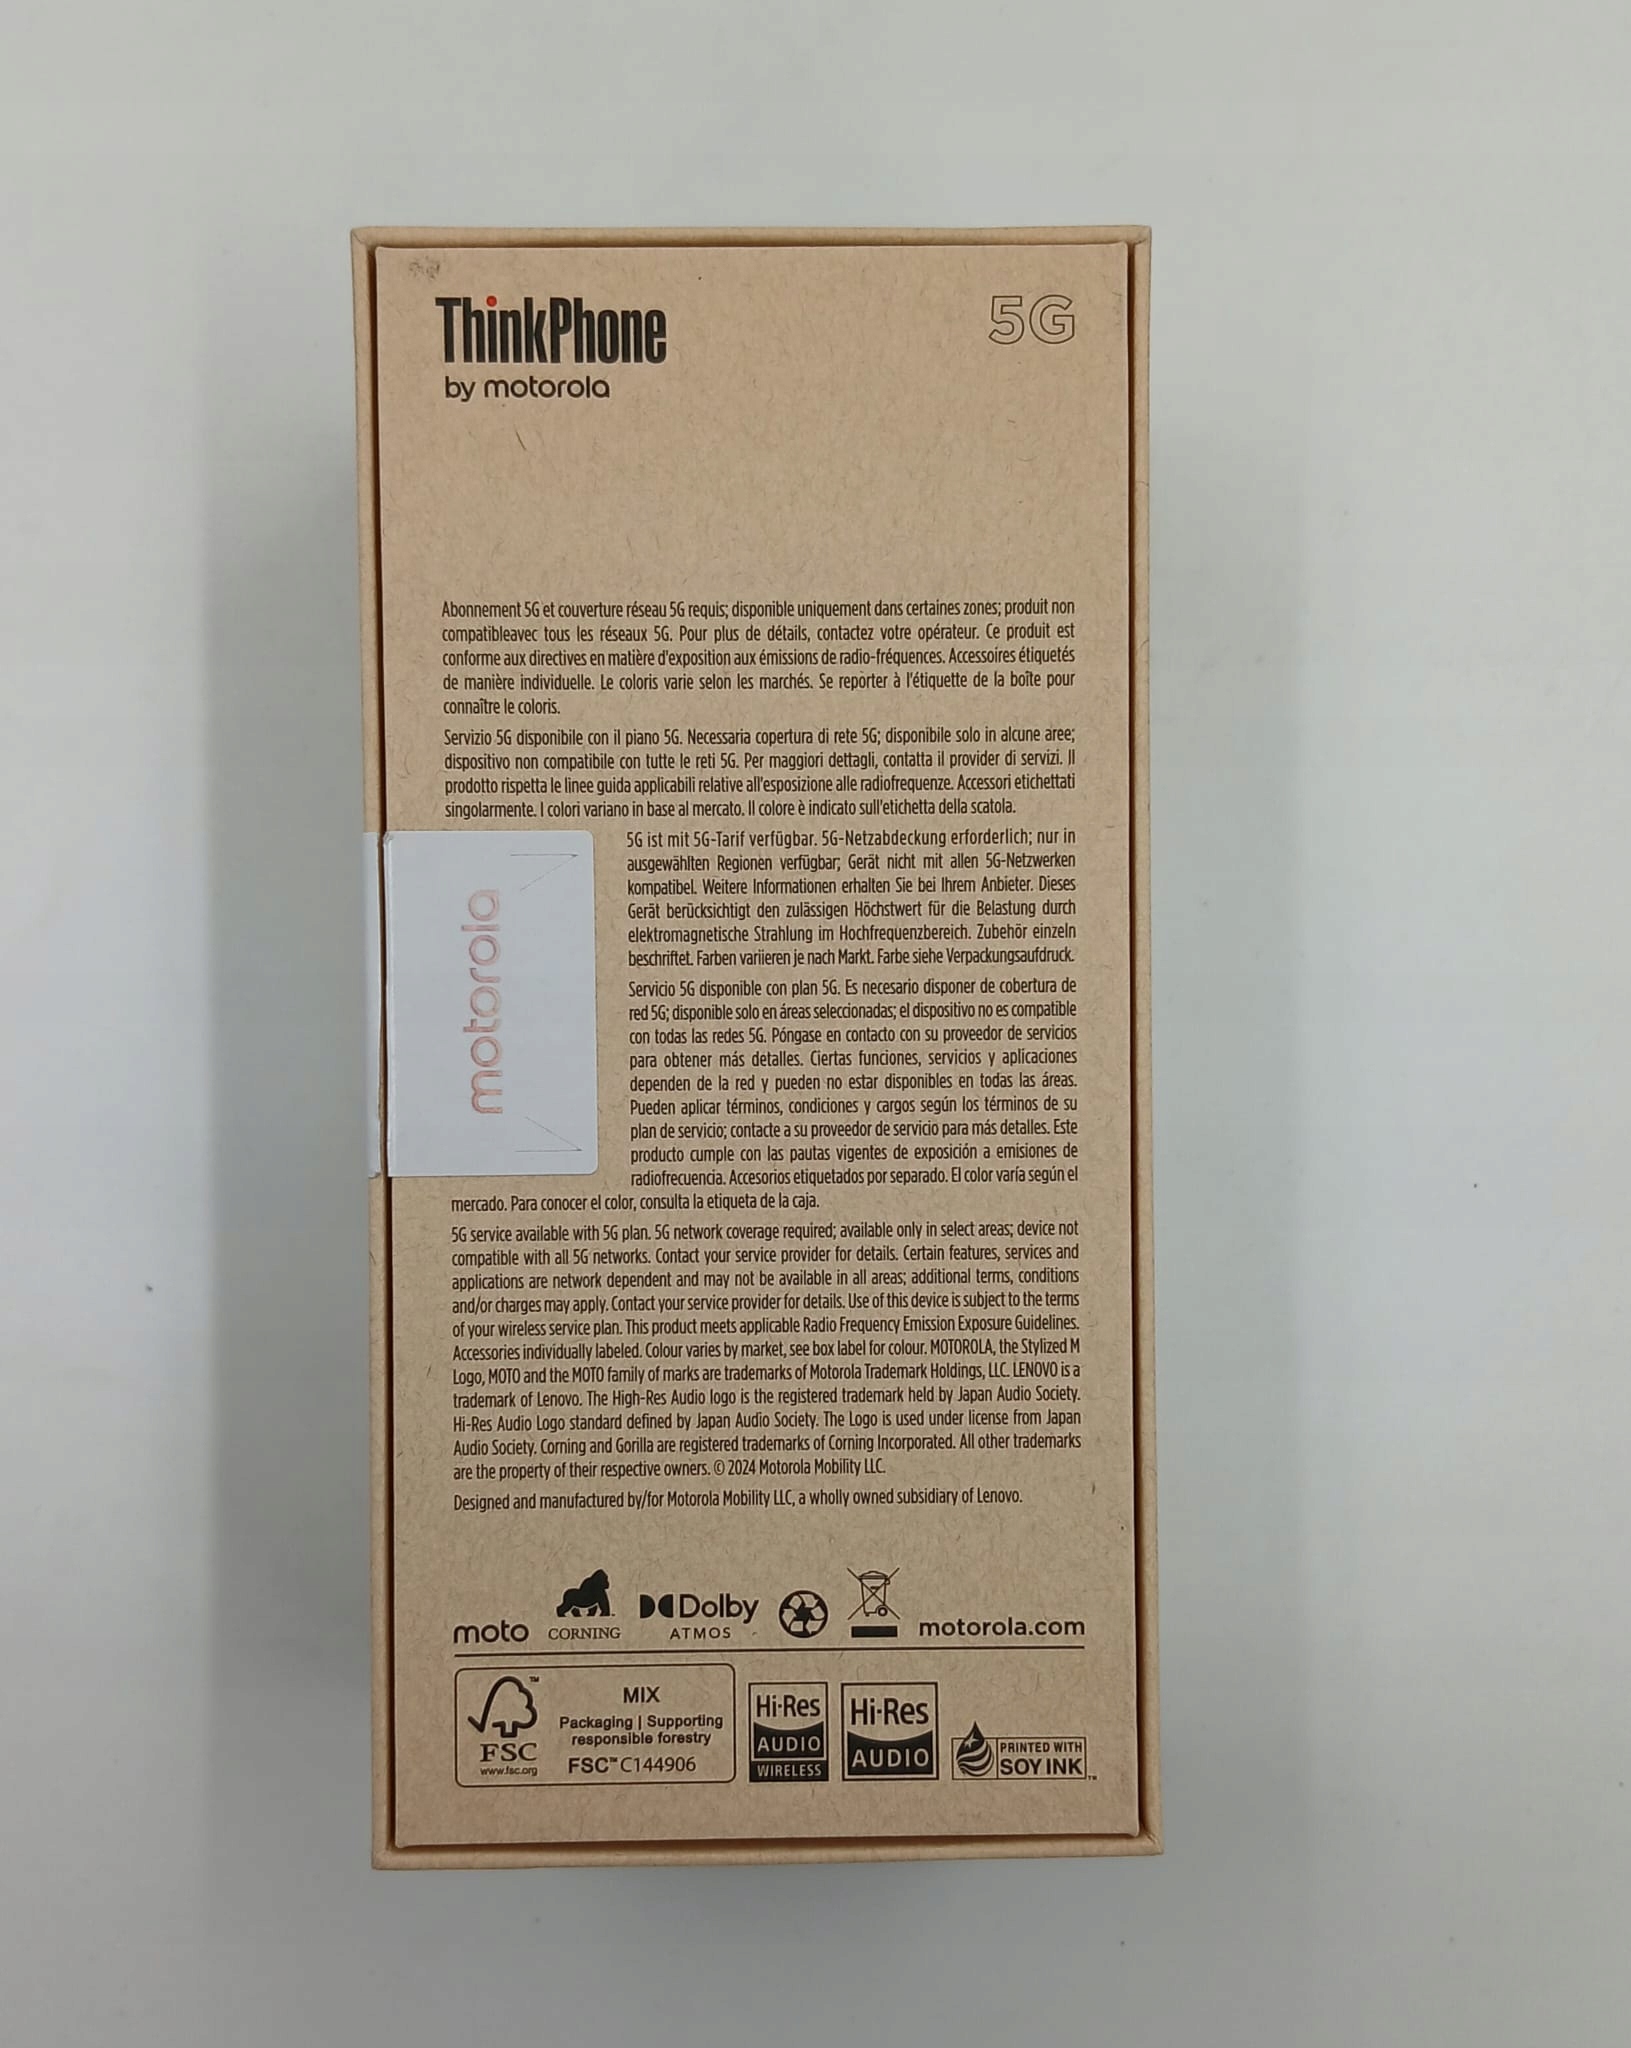 ThinkPhone
by motorola
5G
Abonnement 5G et couverture réseau 5G requis; disponible uniquement dans certaines zones; produit non
compatibleavec tous les réseaux 5G. Pour plus de détails, contactez votre opérateur. Ce produit est
conforme aux directives en matière d'exposition aux émissions de radio-fréquences. Accessoires étiquetés
de manière individuelle. Le coloris varie selon les marchés. Se reporter à l'étiquette de la boîte pour
connaître le coloris.
Servizio 5G disponibile con il piano 5G. Necessaria copertura di rete 5G; disponibile solo in alcune aree;
dispositivo non compatibile con tutte le reti 5G. Per maggiori dettagli, contatta il provider di servizi. Il
prodotto rispetta le linee guida applicabili relative all'esposizione alle radiofrequenze. Accessori etichettati
singolarmente. I colori variano in base al mercato. Il colore è indicato sull'etichetta della scatola.
motorola
5G ist mit 5G-Tarif verfügbar. 5G-Netzabdeckung erforderlich; nur in
ausgewählten Regionen verfügbar; Gerät nicht mit allen 5G-Netzwerken
kompatibel. Weitere Informationen erhalten Sie bei Ihrem Anbieter. Dieses
Gerät berücksichtigt den zulässigen Höchstwert für die Belastung durch
elektromagnetische Strahlung im Hochfrequenzbereich. Zubehör einzeln
beschriftet. Farben variieren je nach Markt. Farbe siehe Verpackungsaufdruck.
Servicio 5G disponible con plan 5G. Es necesario disponer de cobertura de
red 5G; disponible solo en áreas seleccionadas; el dispositivo no es compatible
con todas las redes 5G. Póngase en contacto con su proveedor de servicios
para obtener más detalles. Ciertas funciones, servicios y aplicaciones
dependen de la red y pueden no estar disponibles en todas las áreas.
Pueden aplicar términos, condiciones y cargos según los términos de su
plan de servicio; contacte a su proveedor de servicio para más detalles. Este
producto cumple con las pautas vigentes de exposición a emisiones de
radiofrecuencia. Accesorios etiquetados por separado. El color varía según el
mercado. Para conocer el color, consulta la etiqueta de la caja.
5G service available with 5G plan. 5G network coverage required; available only in select areas; device not
compatible with all 5G networks. Contact your service provider for details. Certain features, services and
applications are network dependent and may not be available in all areas; additional terms, conditions
and/or charges may apply. Contact your service provider for details. Use of this device is subject to the terms
of your wireless service plan. This product meets applicable Radio Frequency Emission Exposure Guidelines.
Accessories individually labeled. Colour varies by market, see box label for colour. MOTOROLA, the Stylized M
Logo, MOTO and the MOTO family of marks are trademarks of Motorola Trademark Holdings, LLC. LENOVO is a
trademark of Lenovo. The High-Res Audio logo is the registered trademark held by Japan Audio Society.
Hi-Res Audio Logo standard defined by Japan Audio Society. The Logo is used under license from Japan
Audio Society. Corning and Gorilla are registered trademarks of Corning Incorporated. All other trademarks
are the property of their respective owners. © 2024 Motorola Mobility LLC.
Designed and manufactured by/for Motorola Mobility LLC, a wholly owned subsidiary of Lenovo.
moto
CORNING
Dolby
ATMOS
motorola.com
FSC™
www.fsc.org
MIX
Packaging | Supporting
responsible forestry
FSC™ C144906
Hi-Res
AUDIO
WIRELESS
Hi-Res
AUDIO
PRINTED WITH
SOY INK™